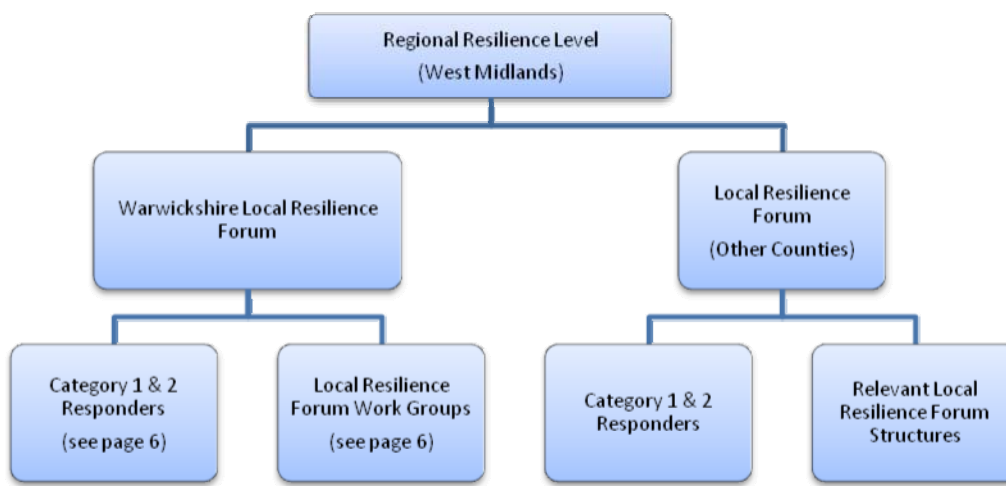 Regional Resilience Level
(West Midlands)
Warwickshire Local Resilience
Forum
Local Resilience
Forum
(Other Counties)
Category 1 & 2
Responders
(see page 6)
Local Resilience
Forum Work Groups
(see page 6)
Category 1 & 2
Responders
Relevant Local
Resilience Forum
Structures